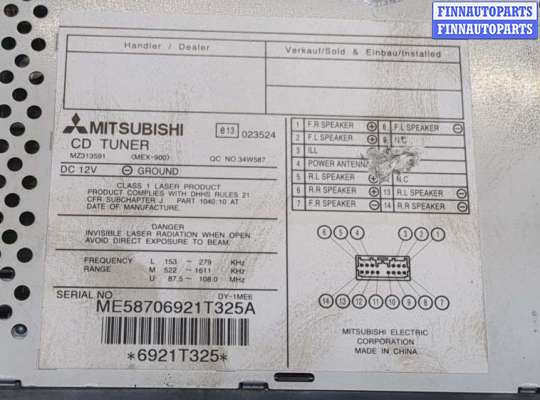 FINNAUTOPARTS
FINNAUTOPARTS
FINNAUTOPARTS
Handler / Dealer
Verkauf/Sold & Einbau/Installed
MITSUBISHI
e13 023524
CD TUNER
MZ313591 (MEX-900) QC NO.34W587
DC 12V ⊖ GROUND
CLASS 1 LASER PRODUCT
PRODUCT COMPLIES WITH DHHS RULES 21
CFR SUBCHAPTER J PART 1040.10 AT
DATE OF MANUFACTURE.
DANGER
INVISIBLE LASER RADIATION WHEN OPEN
AVOID DIRECT EXPOSURE TO BEAM.
FREQUENCY L 153 ~ 279 KHz
RANGE M 522 ~ 1611 KHz
U 87.5 ~ 108.0 MHz
SERIAL NO DY-1ME6
ME58706921T325A
*6921T325*
1 F.R SPEAKER ⊕ 8 F.L SPEAKER ⊖
2 F.L SPEAKER ⊕ 9 N.C
3 ILL
4 POWER ANTENN
5 R.L SPEAKER ⊕ N.C
6 R.R SPEAKER ⊕ 13 R.L SPEAKER ⊖
7 F.R SPEAKER ⊖ 14 R.R SPEAKER ⊖
6 5 4 3 2 1
14 13 12 11 10 9 8 7
MITSUBISHI ELECTRIC
CORPORATION
MADE IN CHINA